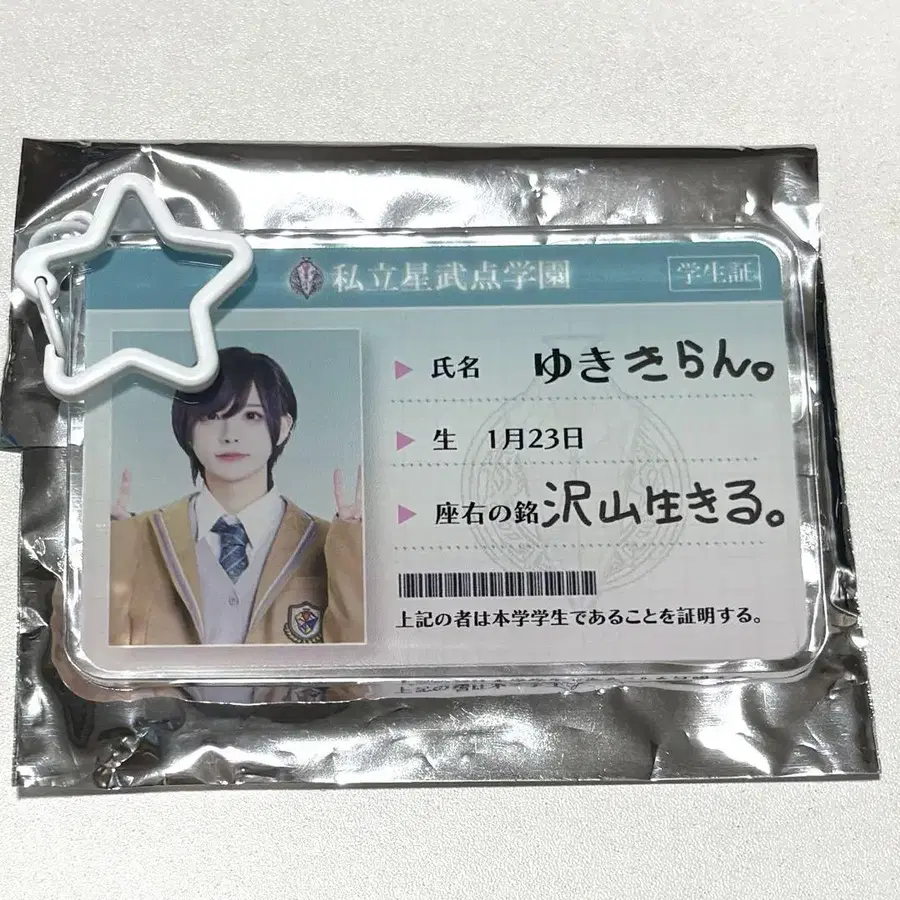 私立星武点学園
学生証
氏名 ゆききらん。
生 1月23日
座右の銘 沢山生きる。
上記の者は本学学生であることを証明する。